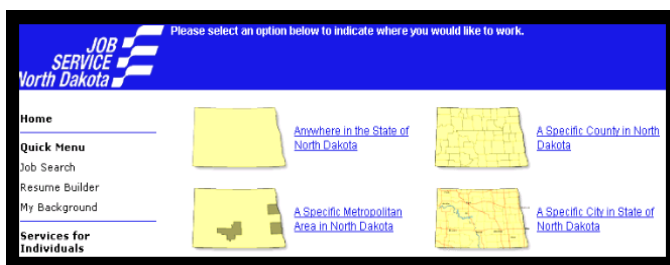 Please select an option below to indicate where you would like to work.
JOB
SERVICE
North Dakota
Home
Quick Menu
Job Search
Resume Builder
My Background
Services for
Individuals
Anywhere in the State of
North Dakota
A Specific County in North
Dakota
A Specific Metropolitan
Area in North Dakota
A Specific City in State of
North Dakota